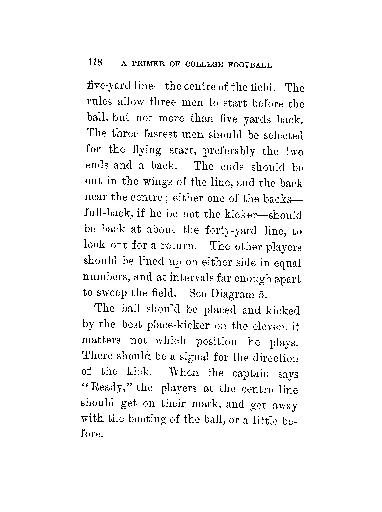 118 A PRIMER OF COLLEGE FOOTBALL
five-yard line—the centre of the field. The
rules allow three men to start before the
ball, but not more than five yards back.
The three fastest men should be selected
for the flying start, preferably the two
ends and a back. The ends should be
out in the wings of the line, and the back
near the centre; either one of the backs—
full-back, if he be not the kicker—should
be back at about the forty-yard line, to
look out for a return. The other players
should be lined up on either side in equal
numbers, and at intervals far enough apart
to sweep the field. See Diagram 5.
The ball should be placed and kicked
by the best place-kicker on the eleven, it
matters not which position he plays.
There should be a signal for the direction
of the kick. When the captain says
"Ready," the players at the centre line
should get on their mark, and get away
with the booting of the ball, or a little be-
fore.